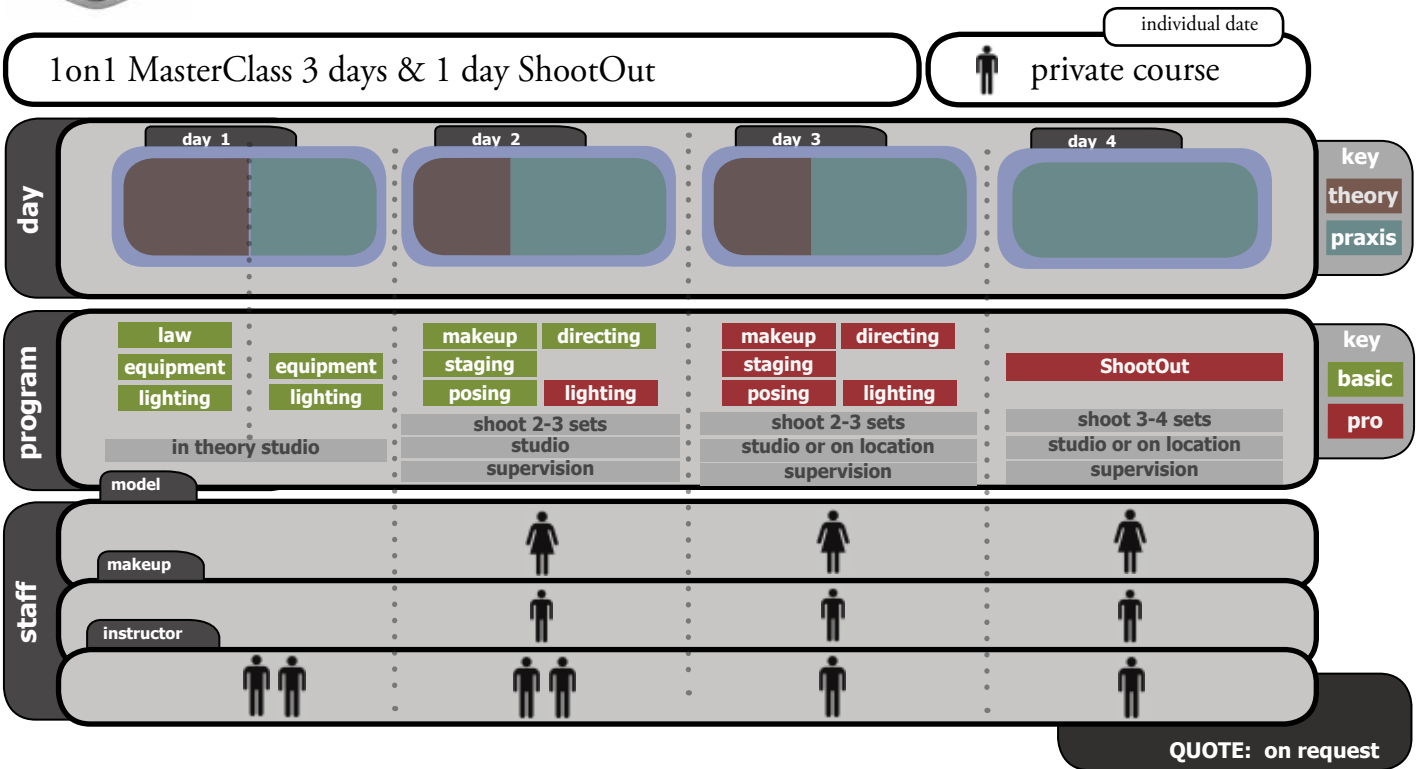 individual date
1on1 MasterClass 3 days & 1 day ShootOut
private course
day
day 1
day 2
day 3
day 4
key
theory
praxis
program
law
equipment
lighting
equipment
lighting
in theory studio
makeup
directing
staging
posing
lighting
shoot 2-3 sets
studio
supervision
makeup
directing
staging
posing
lighting
shoot 2-3 sets
studio or on location
supervision
ShootOut
shoot 3-4 sets
studio or on location
supervision
key
basic
pro
staff
model
makeup
instructor
QUOTE: on request